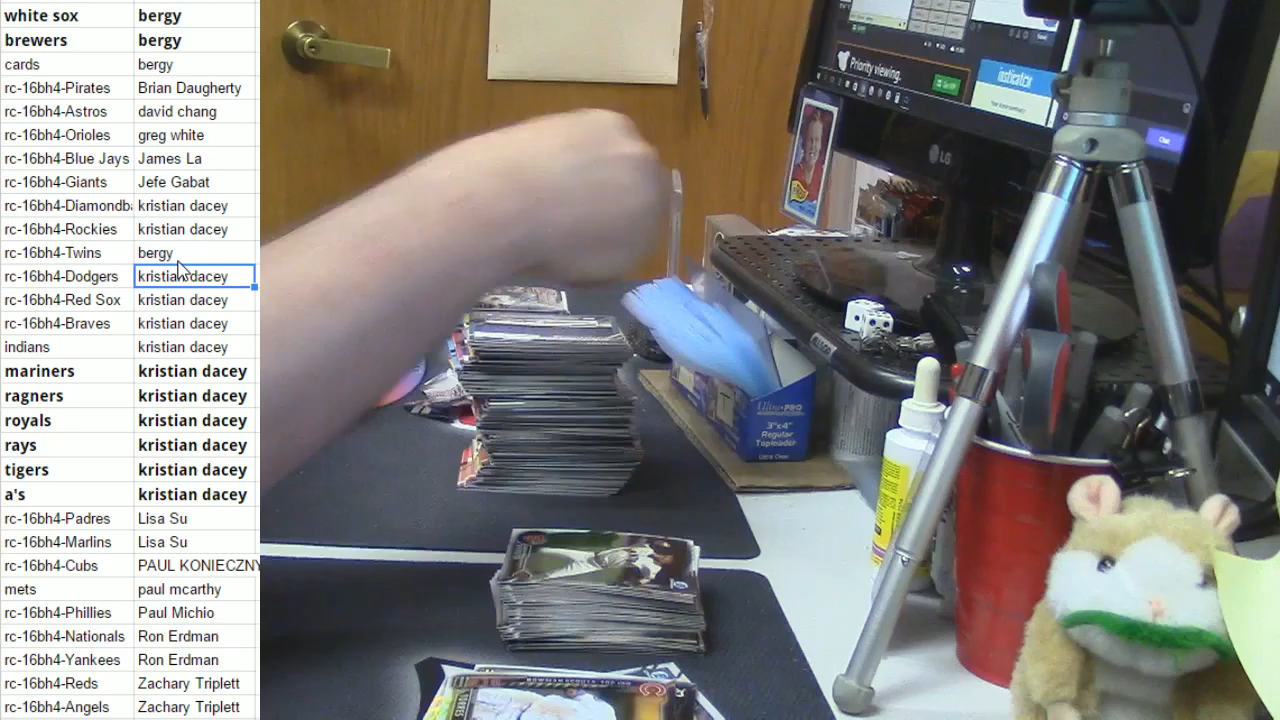 white sox bergy
brewers bergy
cards bergy
rc-16bh4-Pirates Brian Daugherty
rc-16bh4-Astros david chang
rc-16bh4-Orioles greg white
rc-16bh4-Blue Jays James La
rc-16bh4-Giants Jefe Gabat
rc-16bh4-Diamondba kristian dacey
rc-16bh4-Rockies kristian dacey
rc-16bh4-Twins bergy
rc-16bh4-Dodgers kristian dacey
rc-16bh4-Red Sox kristian dacey
rc-16bh4-Braves kristian dacey
indians kristian dacey
mariners kristian dacey
ragners kristian dacey
royals kristian dacey
rays kristian dacey
tigers kristian dacey
a's kristian dacey
rc-16bh4-Padres Lisa Su
rc-16bh4-Marlins Lisa Su
rc-16bh4-Cubs PAUL KONIECZNY
mets paul mcarthy
rc-16bh4-Phillies Paul Michio
rc-16bh4-Nationals Ron Erdman
rc-16bh4-Yankees Ron Erdman
rc-16bh4-Reds Zachary Triplett
rc-16bh4-Angels Zachary Triplett
Priority viewing.
insticator
LG
Chat
Ultra PRO
3"x4"
Regular
Toploader
Ultra Clear
TORRES